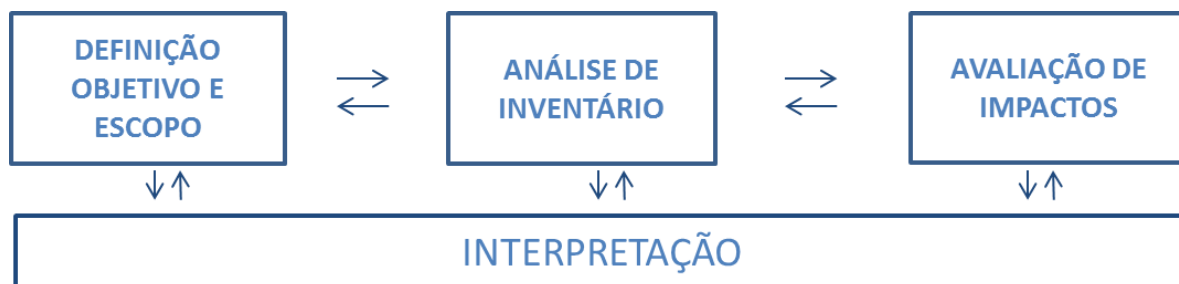 DEFINIÇÃO
OBJETIVO E
ESCOPO
ANÁLISE DE
INVENTÁRIO
AVALIAÇÃO DE
IMPACTOS
INTERPRETAÇÃO